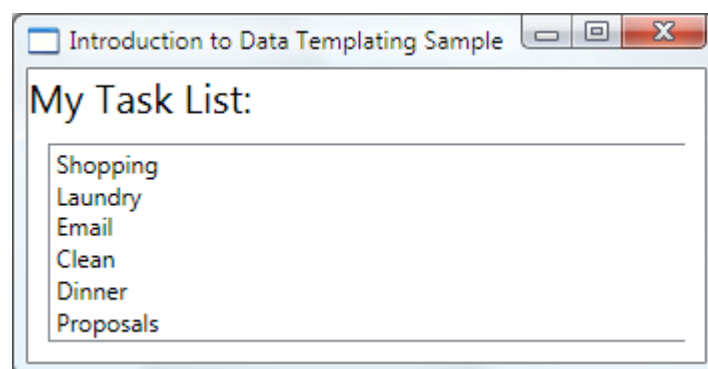 Introduction to Data Templating Sample
My Task List:
Shopping
Laundry
Email
Clean
Dinner
Proposals